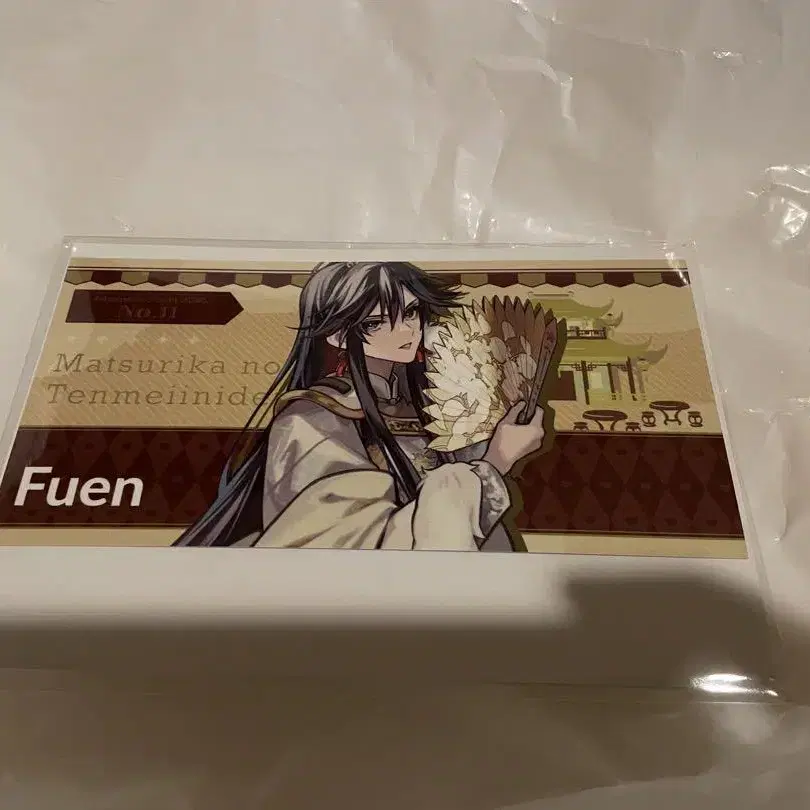 No.11
Matsurika no
Tenmeiinide
Fuen